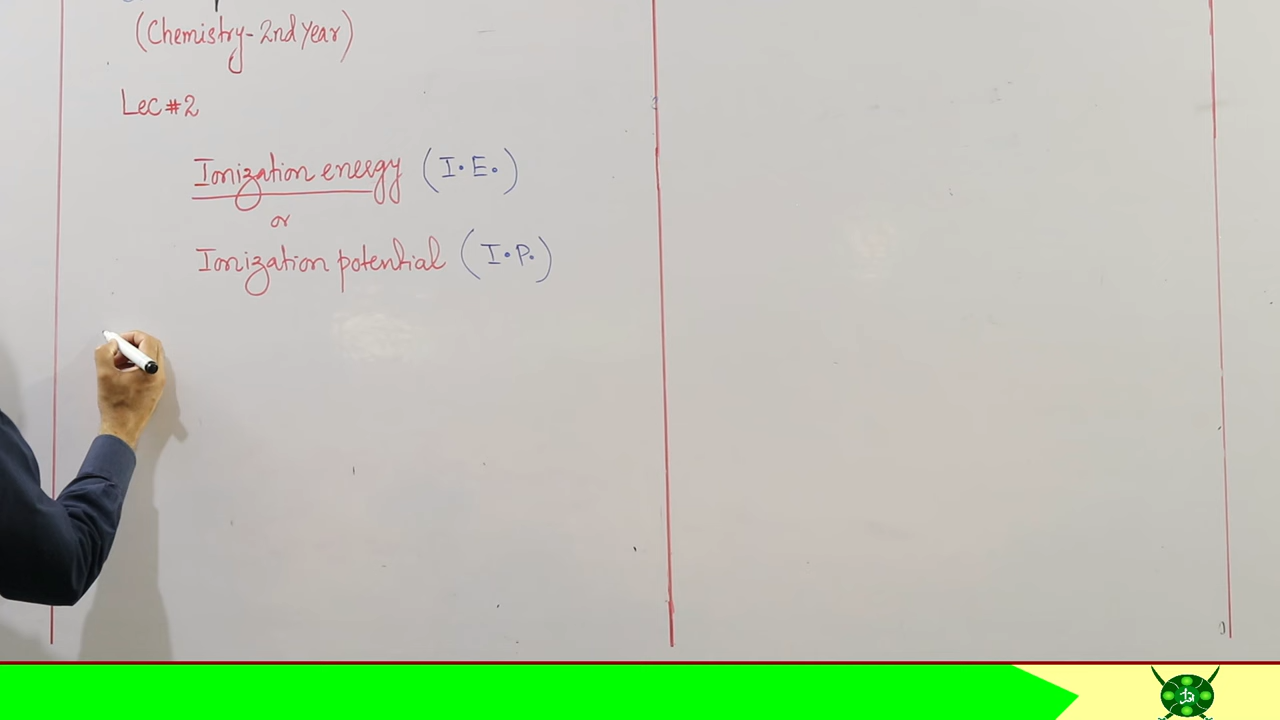 (Chemistry-2nd Year)
Lec #2
Ionization energy (I.E.)
or
Ionization potential (I.P.)